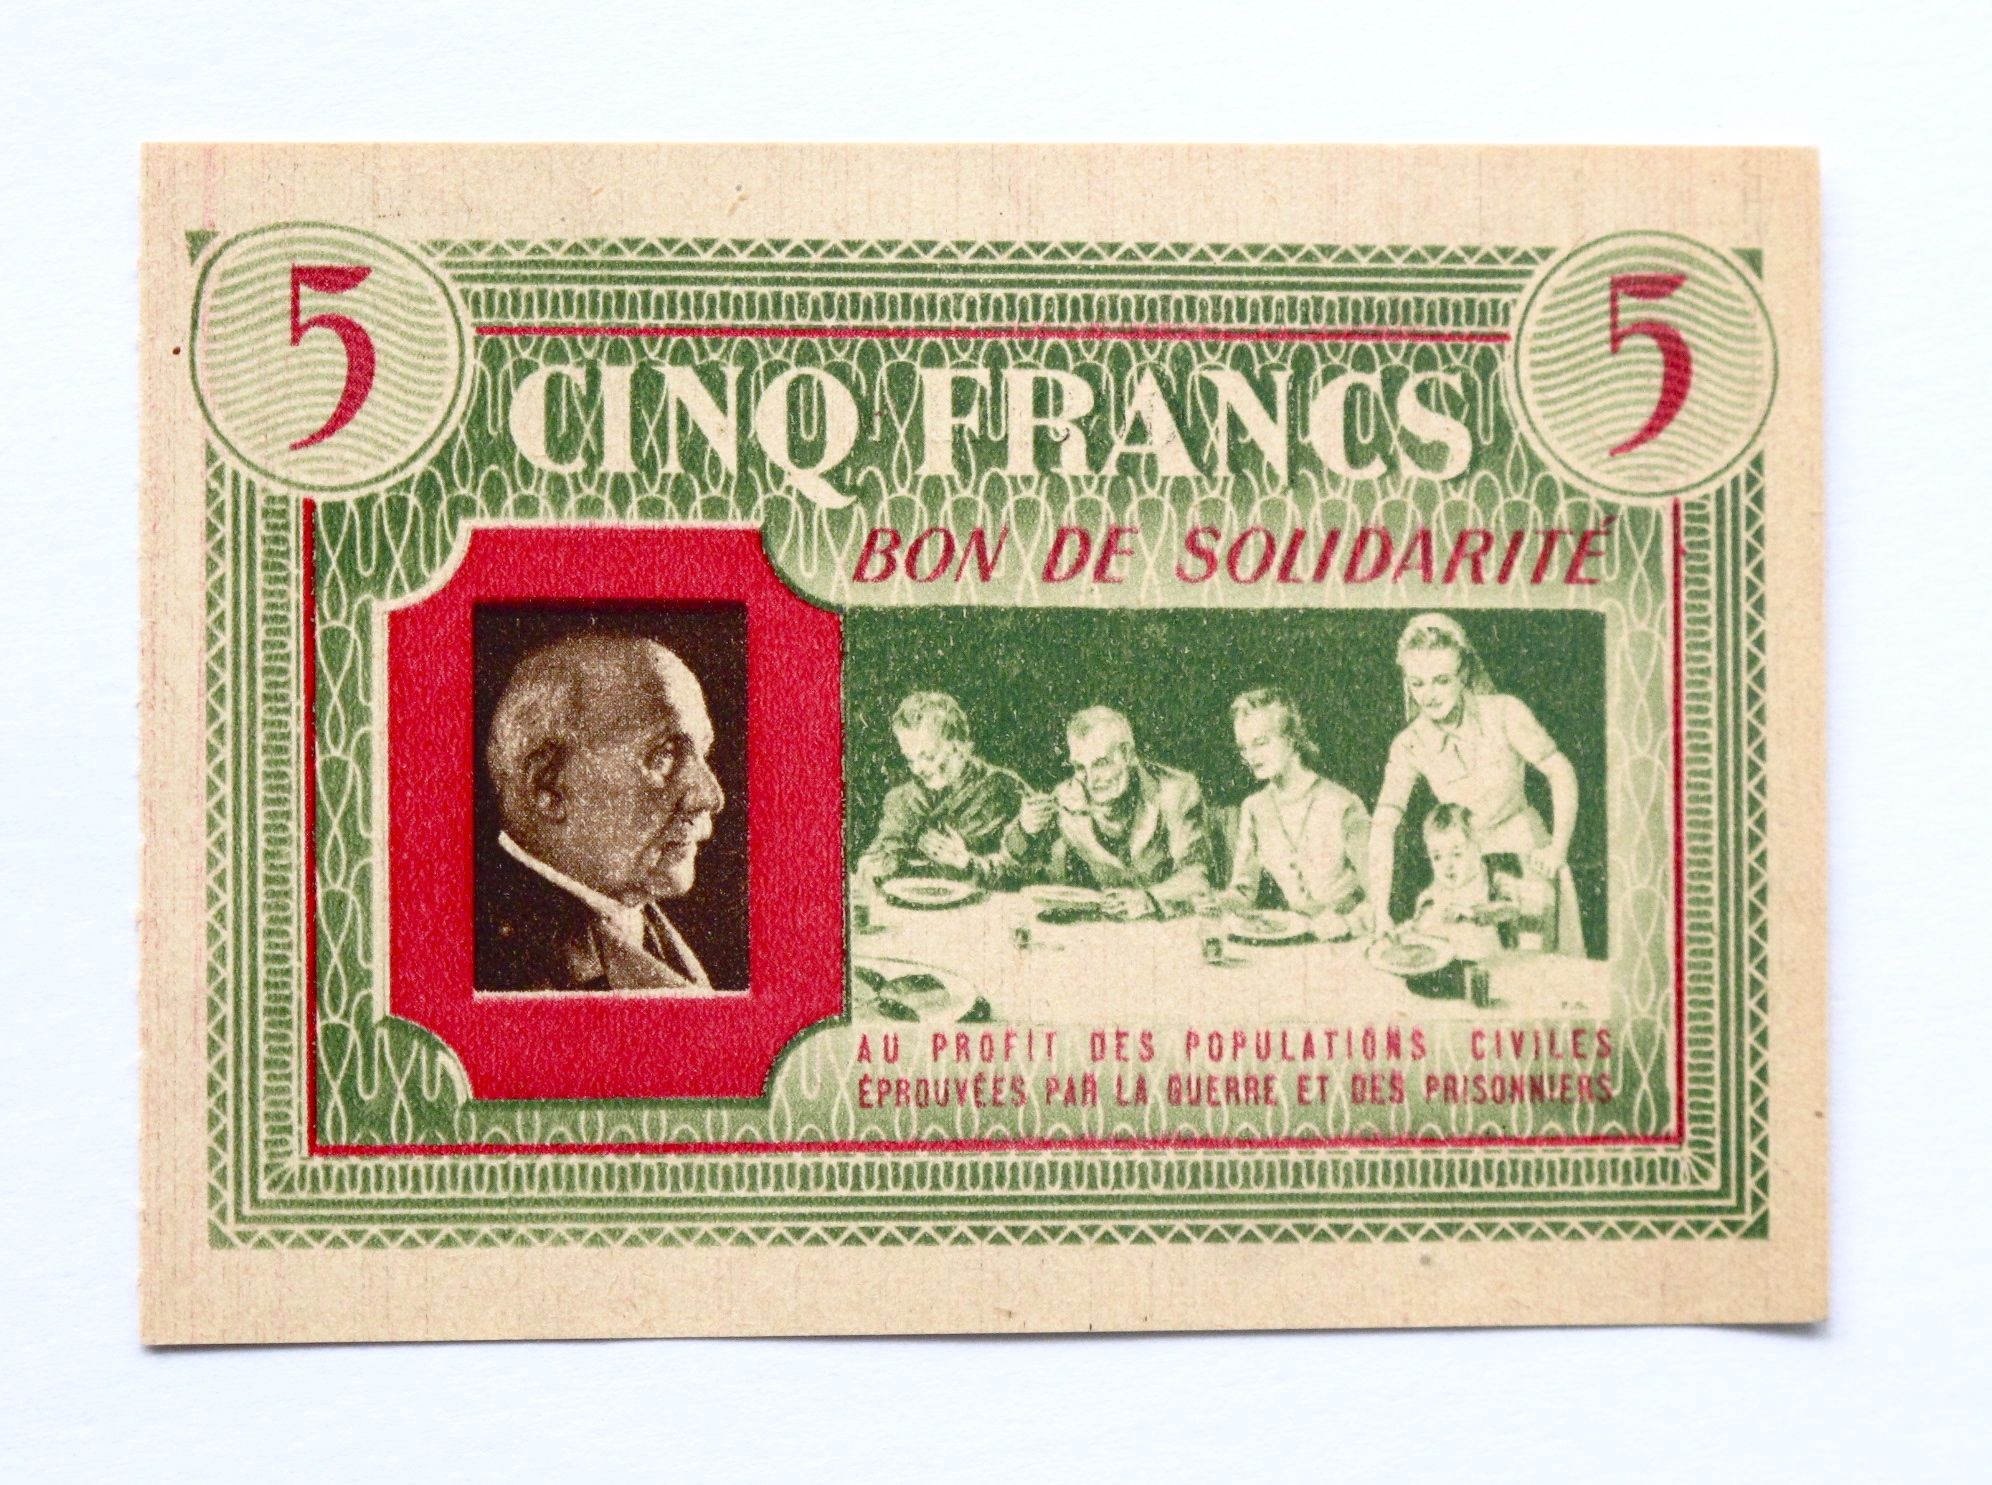 5 5
CINQ FRANCS
BON DE SOLIDARITÉ
AU PROFIT DES POPULATIONS CIVILES
ÉPROUVÉES PAR LA GUERRE ET DES PRISONNIERS